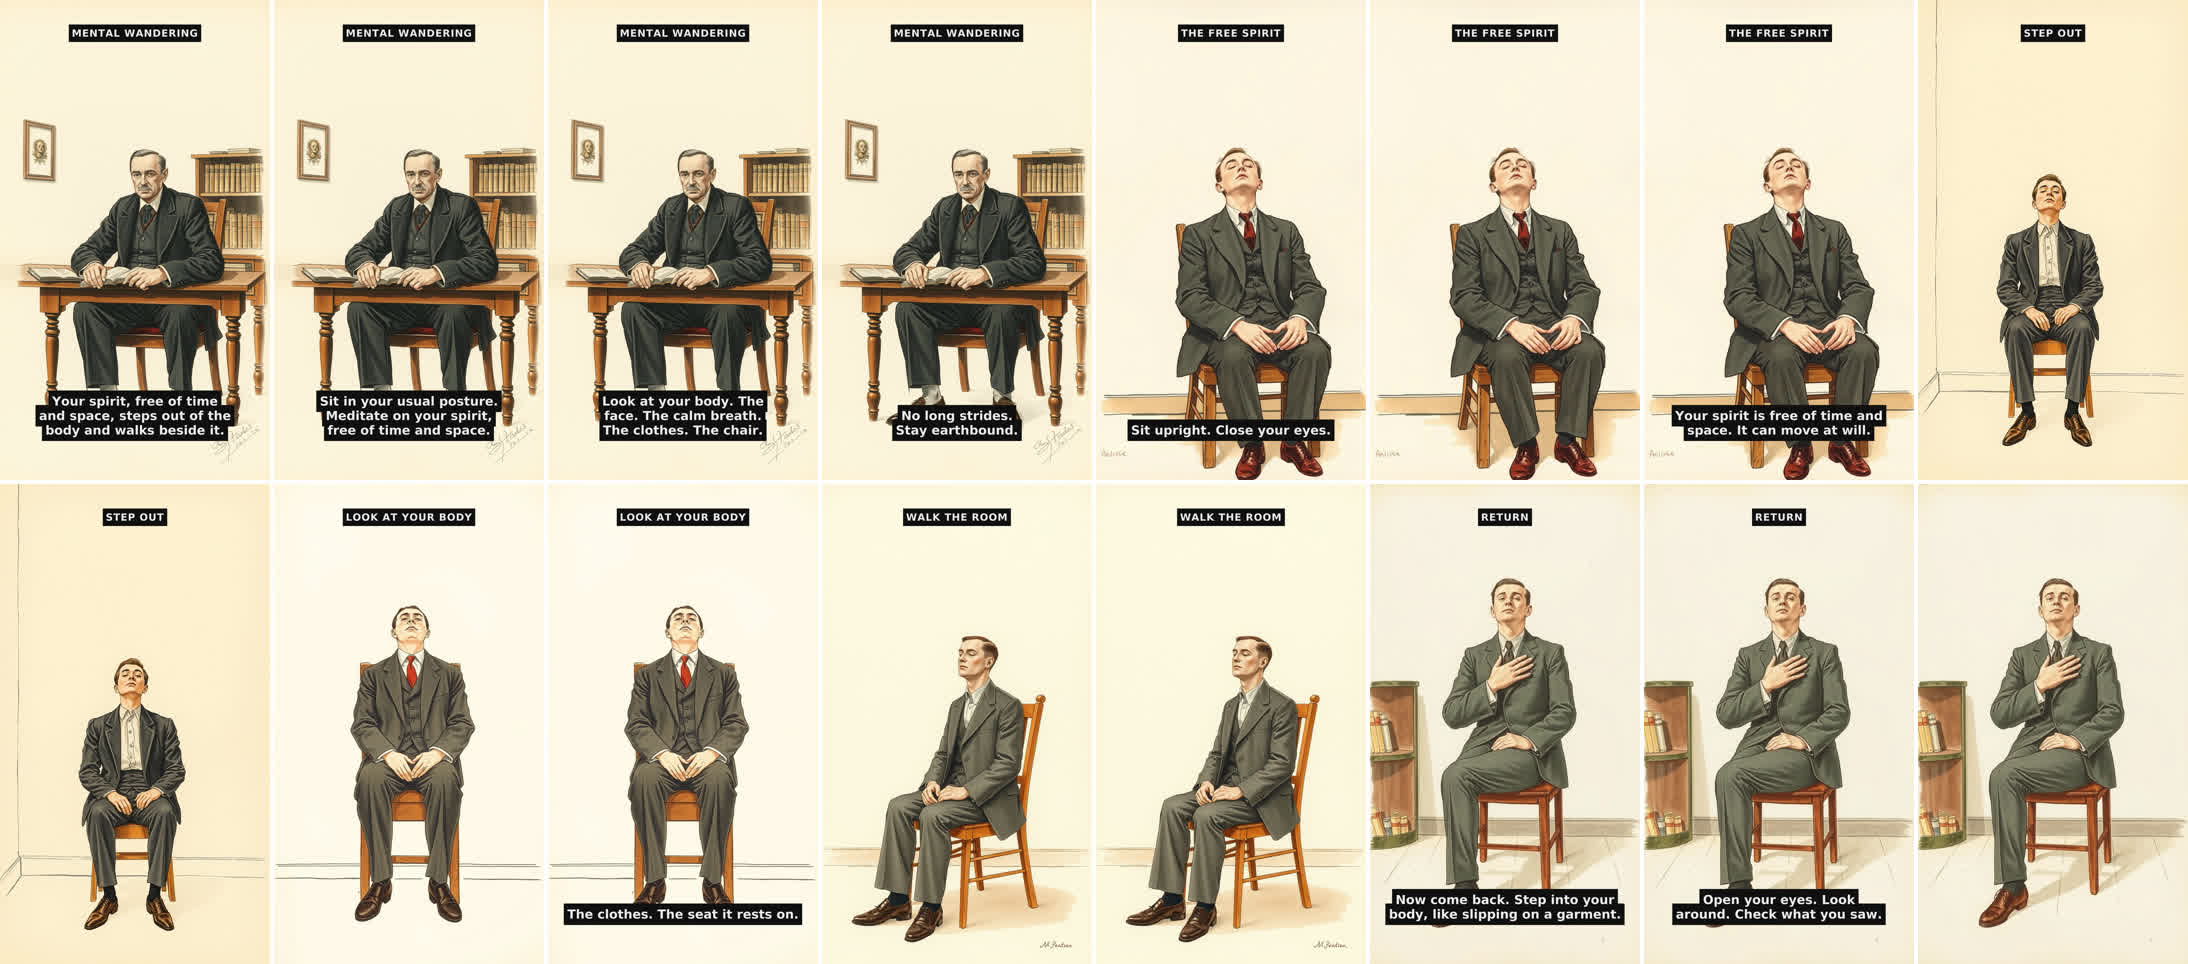 MENTAL WANDERING
Your spirit, free of time
and space, steps out of the
body and walks beside it.
MENTAL WANDERING
Sit in your usual posture.
Meditate on your spirit,
free of time and space.
MENTAL WANDERING
Look at your body. The
face. The calm breath.
The clothes. The chair.
MENTAL WANDERING
No long strides.
Stay earthbound.
THE FREE SPIRIT
Sit upright. Close your eyes.
THE FREE SPIRIT
THE FREE SPIRIT
Your spirit is free of time and
space. It can move at will.
STEP OUT
STEP OUT
LOOK AT YOUR BODY
LOOK AT YOUR BODY
The clothes. The seat it rests on.
WALK THE ROOM
WALK THE ROOM
RETURN
Now come back. Step into your
body, like slipping on a garment.
RETURN
Open your eyes. Look
around. Check what you saw.